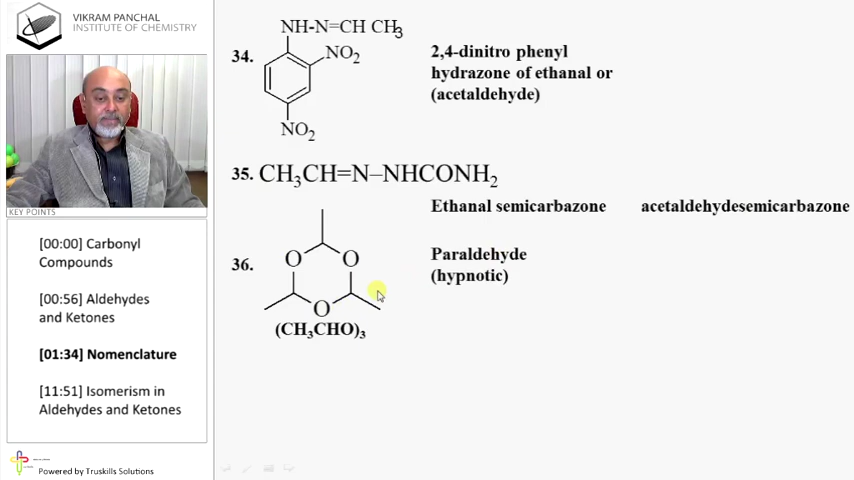 VIKRAM PANCHAL
INSTITUTE OF CHEMISTRY
KEY POINTS
[00:00] Carbonyl
Compounds
[00:56] Aldehydes
and Ketones
[01:34] Nomenclature
[11:51] Isomerism in
Aldehydes and Ketones
Powered by Truskills Solutions
34.
NH-N=CH CH3
NO2
NO2
2,4-dinitro phenyl
hydrazone of ethanal or
(acetaldehyde)
35. CH3CH=N–NHCONH2
Ethanal semicarbazone acetaldehydesemicarbazone
36.
O O
O
(CH3CHO)3
Paraldehyde
(hypnotic)